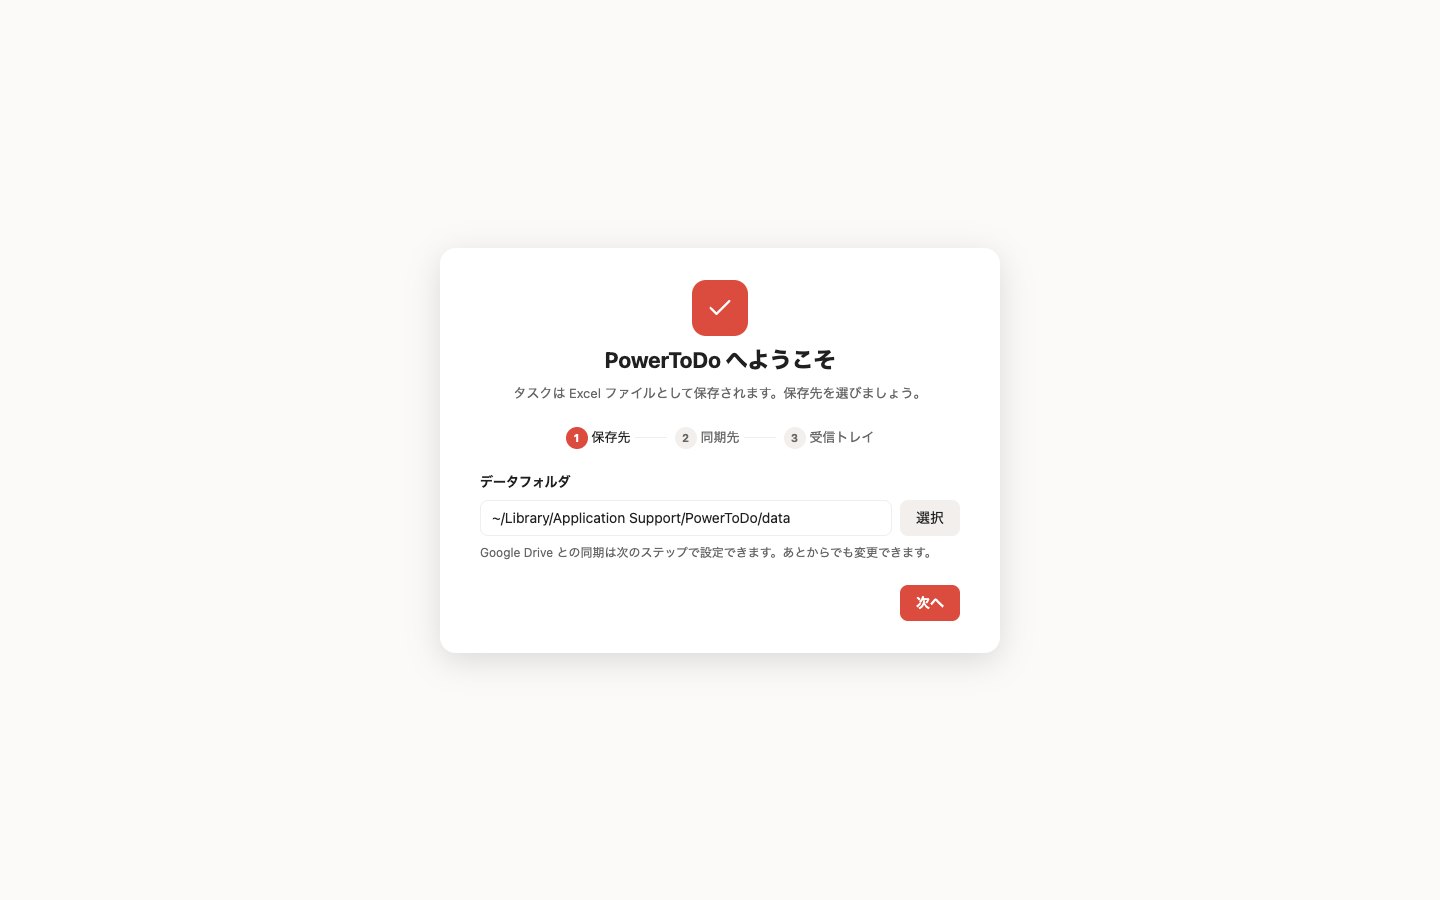 PowerToDo へようこそ
タスクは Excel ファイルとして保存されます。保存先を選びましょう。
1 保存先 2 同期先 3 受信トレイ
データフォルダ
~/Library/Application Support/PowerToDo/data 選択
Google Drive との同期は次のステップで設定できます。あとからでも変更できます。
次へ